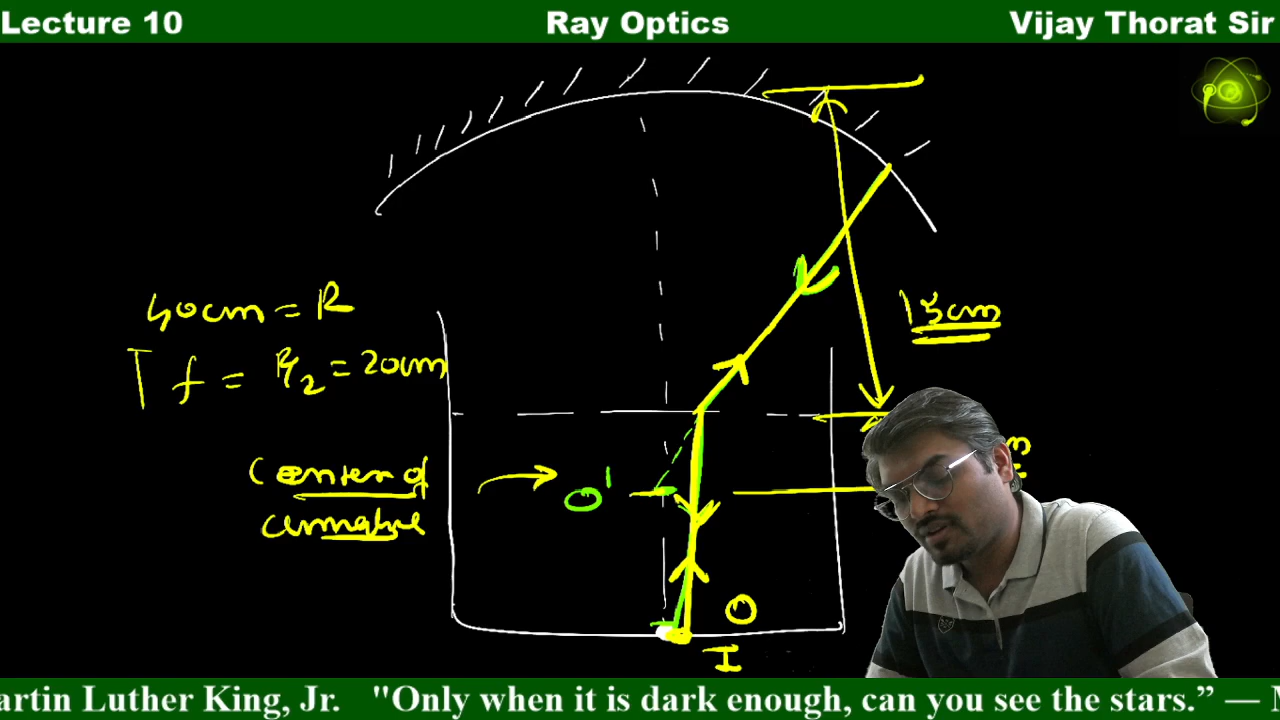 Lecture 10
Ray Optics
Vijay Thorat Sir
40cm = R
f = R/2 = 20cm
Center of
curvature
O'
15cm
O
I
artin Luther King, Jr. "Only when it is dark enough, can you see the stars.” —